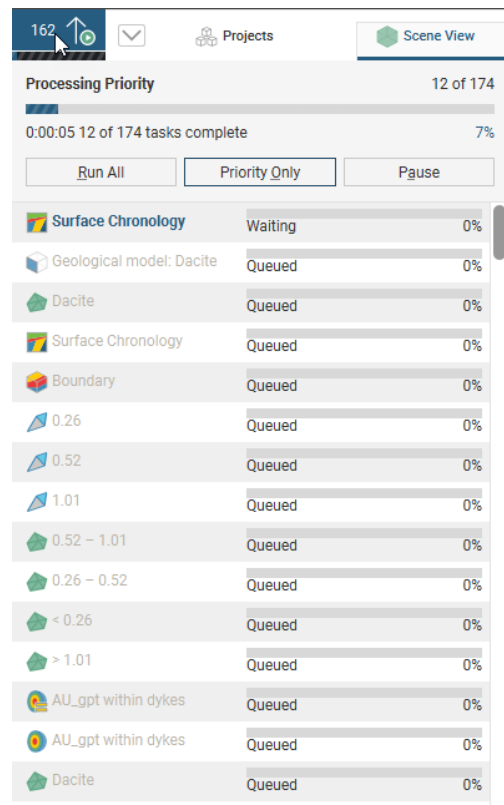 162 Projects Scene View
Processing Priority 12 of 174
0:00:05 12 of 174 tasks complete 7%
Run All Priority Only Pause
Surface Chronology Waiting 0%
Geological model: Dacite Queued 0%
Dacite Queued 0%
Surface Chronology Queued 0%
Boundary Queued 0%
0.26 Queued 0%
0.52 Queued 0%
1.01 Queued 0%
0.52 – 1.01 Queued 0%
0.26 – 0.52 Queued 0%
< 0.26 Queued 0%
> 1.01 Queued 0%
AU_gpt within dykes Queued 0%
AU_gpt within dykes Queued 0%
Dacite Queued 0%